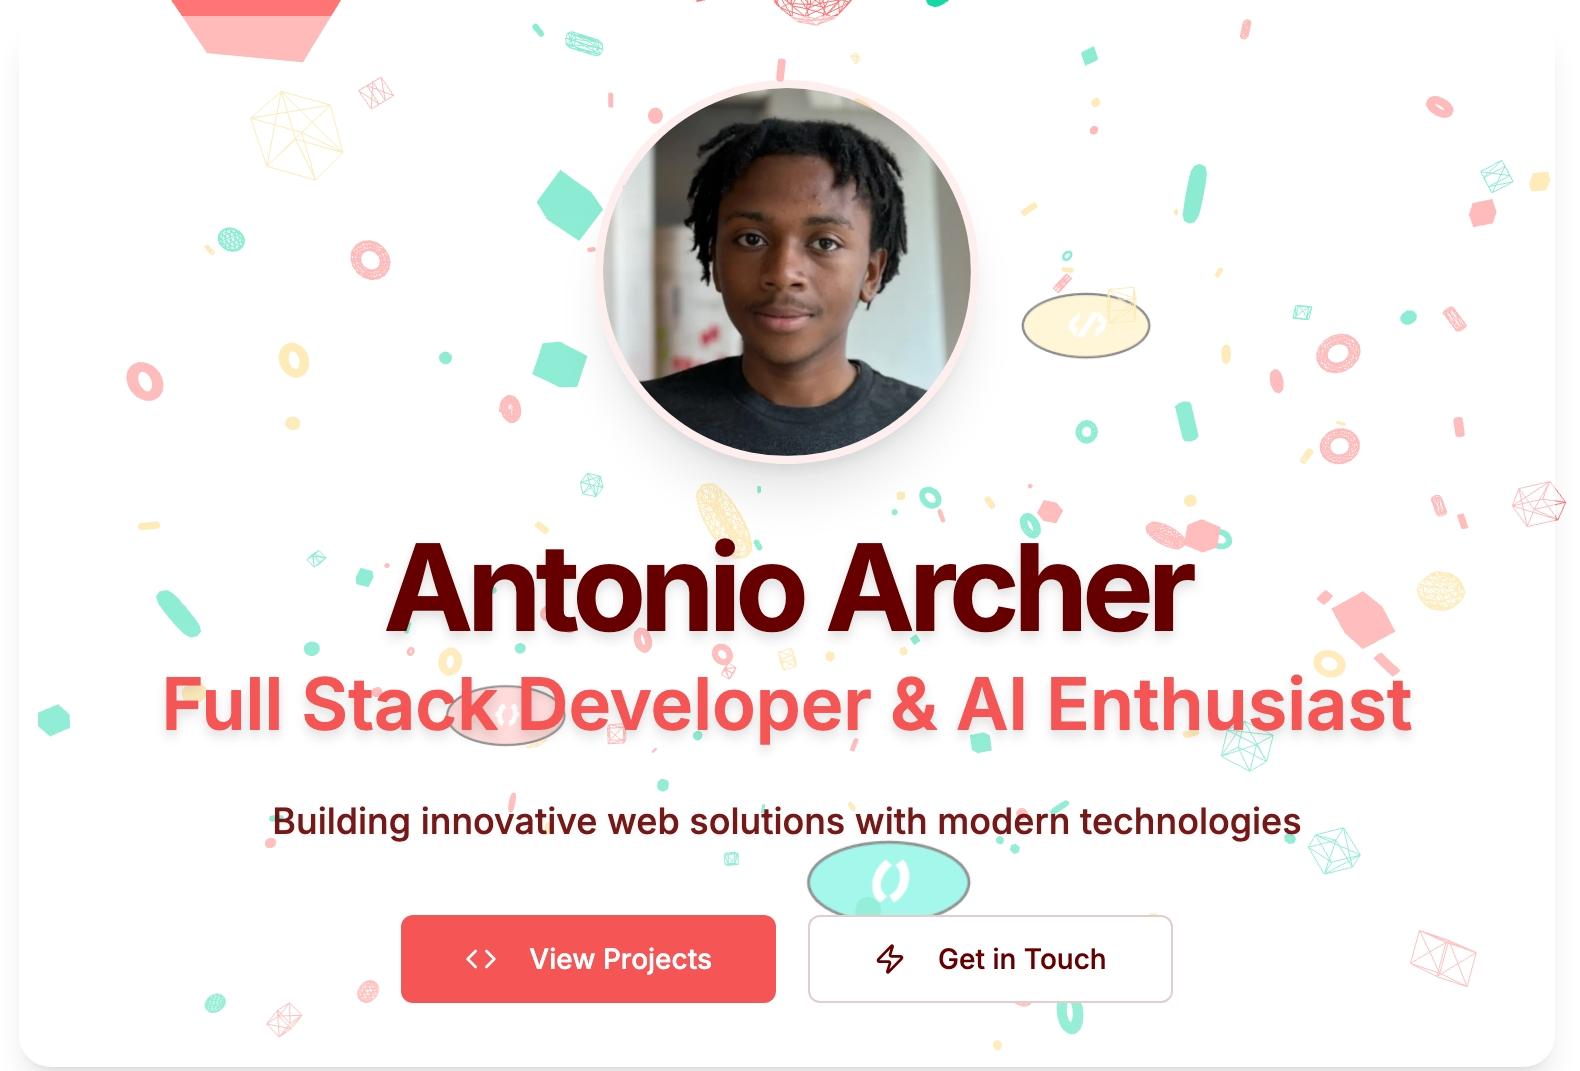 Antonio Archer
Full Stack Developer & AI Enthusiast
Building innovative web solutions with modern technologies
<> View Projects
Get in Touch